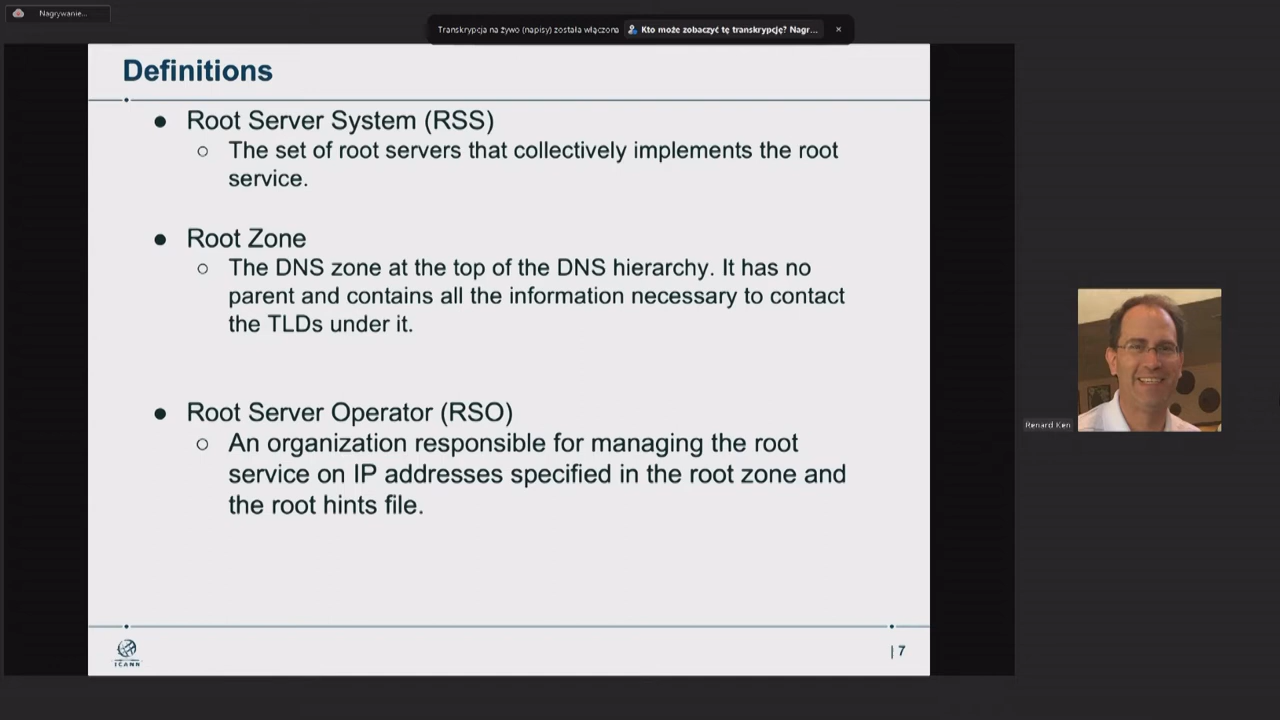 Nagrywanie...
Transkrypcja na żywo (napisy) została włączona Kto może zobaczyć tę transkrypcję? Nagr...
Definitions
● Root Server System (RSS)
○ The set of root servers that collectively implements the root
service.
● Root Zone
○ The DNS zone at the top of the DNS hierarchy. It has no
parent and contains all the information necessary to contact
the TLDs under it.
● Root Server Operator (RSO)
○ An organization responsible for managing the root
service on IP addresses specified in the root zone and
the root hints file.
Renard Ken
ICANN
| 7